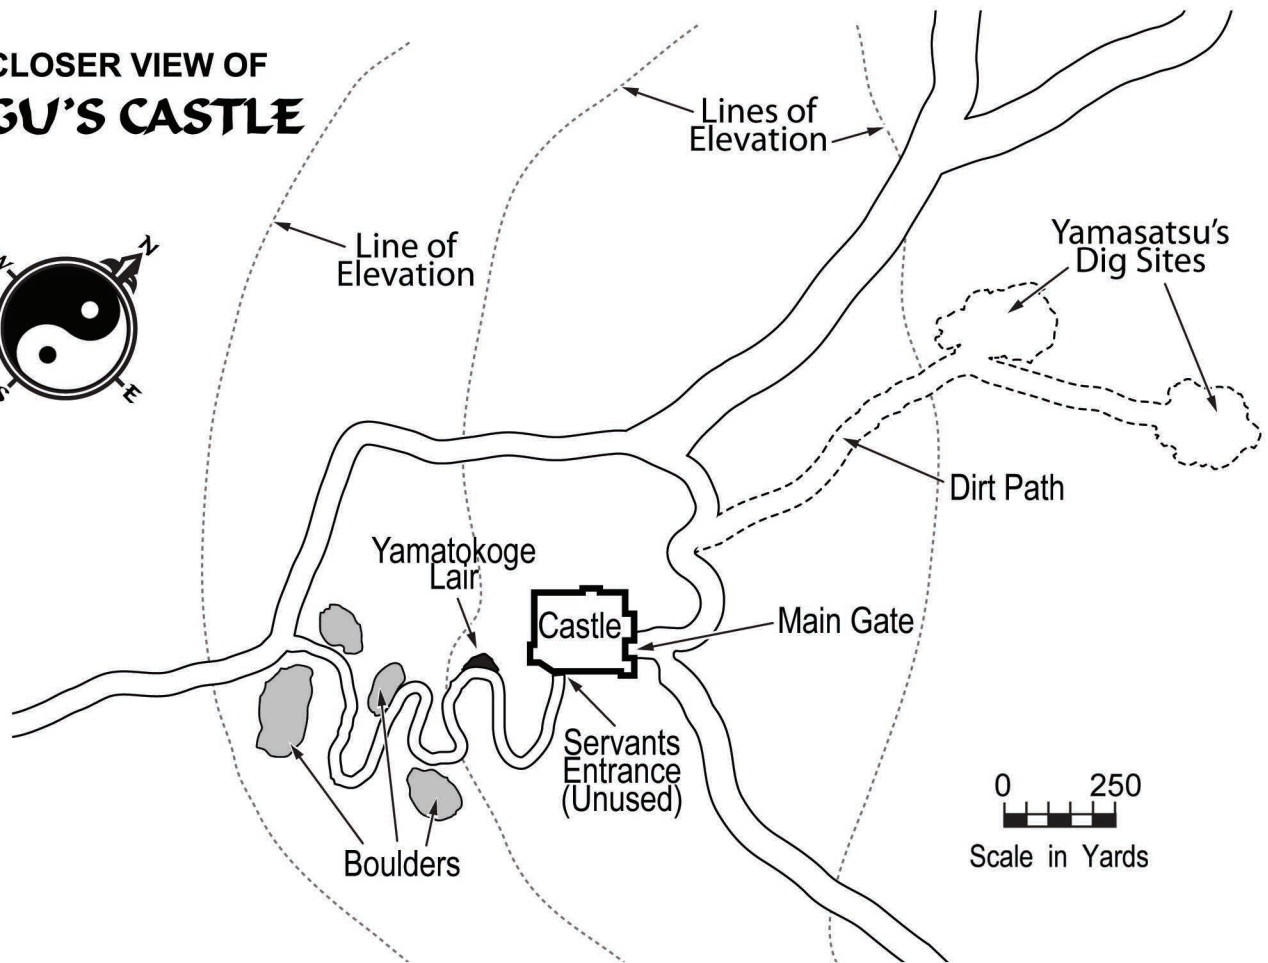 CLOSER VIEW OF
GU'S CASTLE
Lines of
Elevation
Line of
Elevation
N
E
Yamasatsu's
Dig Sites
Dirt Path
Yamatokoge
Lair
Castle
Main Gate
Servants
Entrance
(Unused)
Boulders
0 250
Scale in Yards